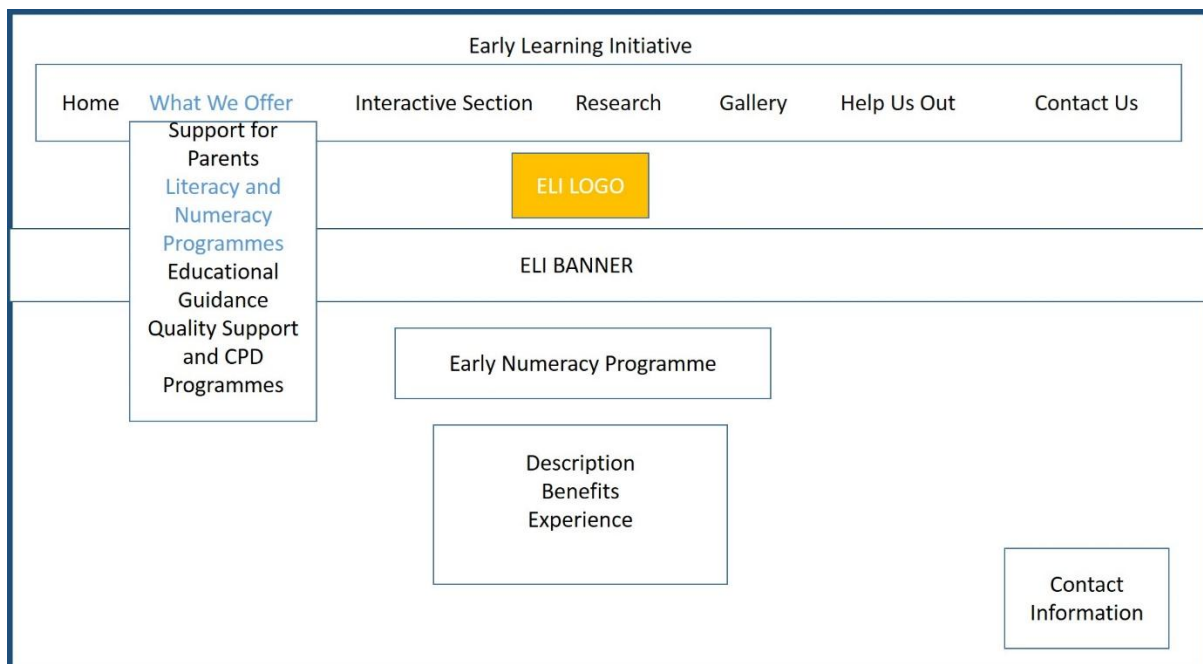 Early Learning Initiative
Home What We Offer Interactive Section Research Gallery Help Us Out Contact Us
Support for
Parents
Literacy and
Numeracy
Programmes
Educational
Guidance
Quality Support
and CPD
Programmes
ELI LOGO
ELI BANNER
Early Numeracy Programme
Description
Benefits
Experience
Contact
Information